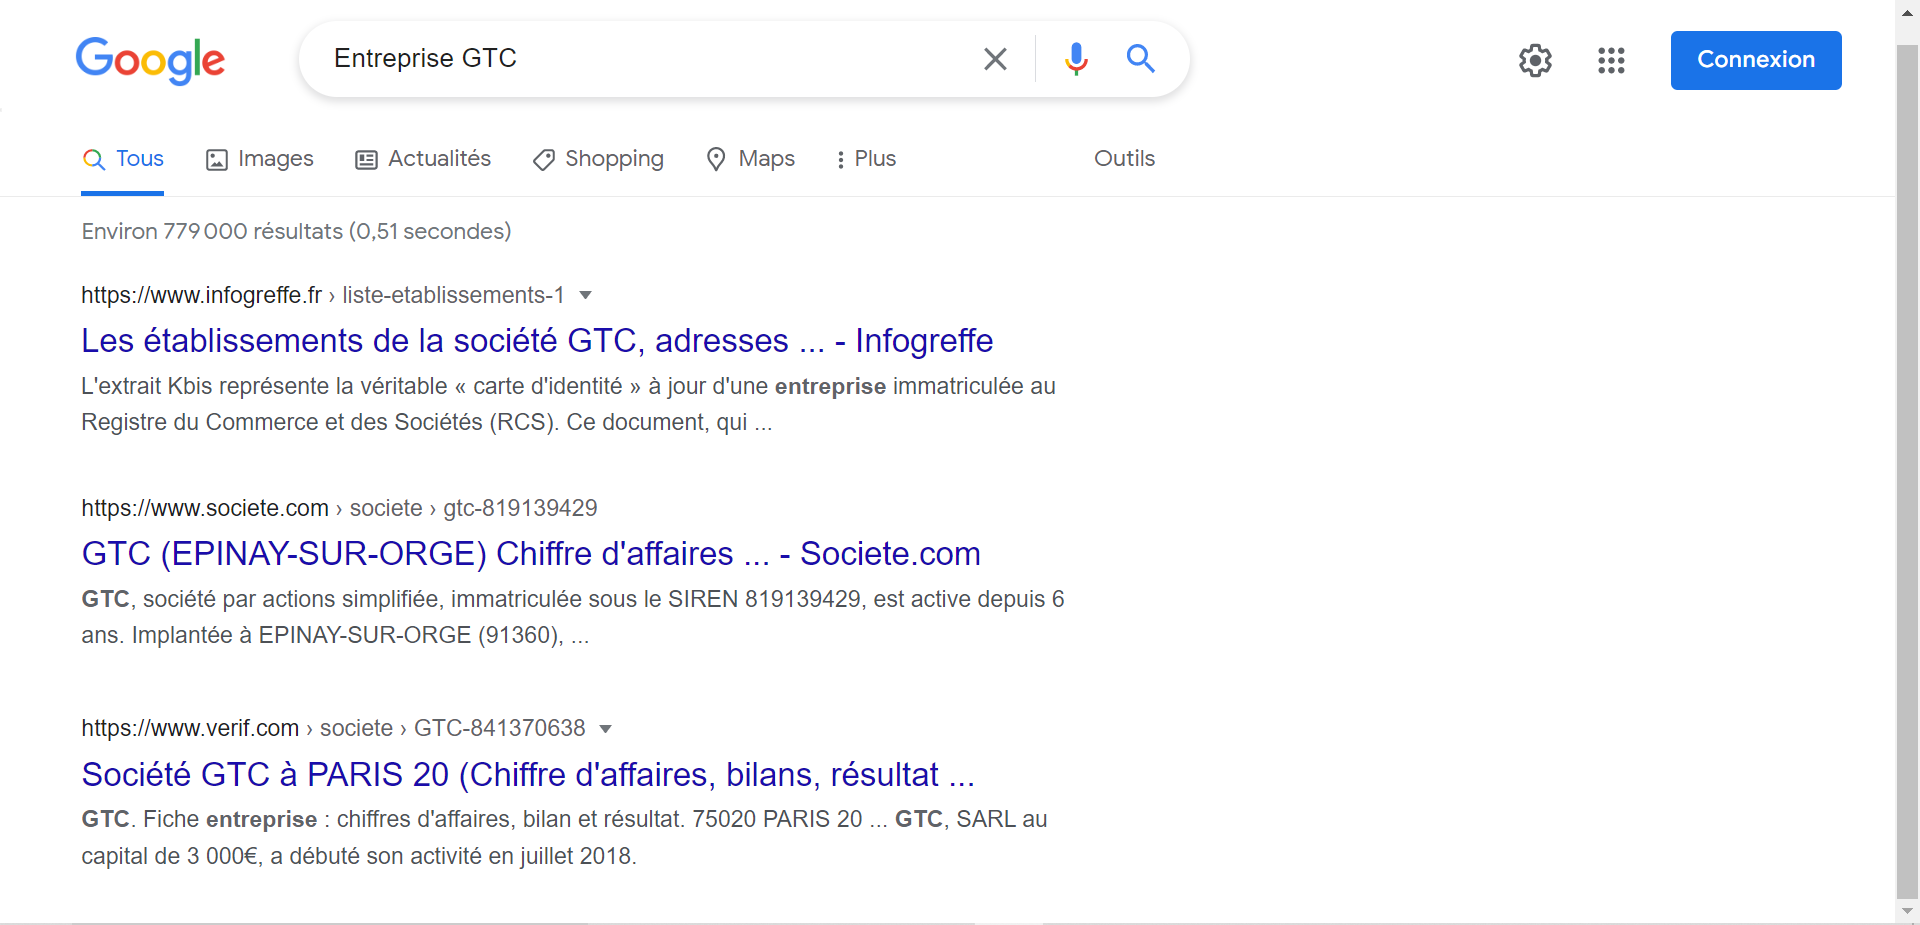 Google
Entreprise GTC
Connexion
Tous Images Actualités Shopping Maps Plus Outils
Environ 779 000 résultats (0,51 secondes)
https://www.infogreffe.fr › liste-etablissements-1
Les établissements de la société GTC, adresses ... - Infogreffe
L'extrait Kbis représente la véritable « carte d'identité » à jour d'une entreprise immatriculée au
Registre du Commerce et des Sociétés (RCS). Ce document, qui ...
https://www.societe.com › societe › gtc-819139429
GTC (EPINAY-SUR-ORGE) Chiffre d'affaires ... - Societe.com
GTC, société par actions simplifiée, immatriculée sous le SIREN 819139429, est active depuis 6
ans. Implantée à EPINAY-SUR-ORGE (91360), ...
https://www.verif.com › societe › GTC-841370638
Société GTC à PARIS 20 (Chiffre d'affaires, bilans, résultat ...
GTC. Fiche entreprise : chiffres d'affaires, bilan et résultat. 75020 PARIS 20 ... GTC, SARL au
capital de 3 000€, a débuté son activité en juillet 2018.